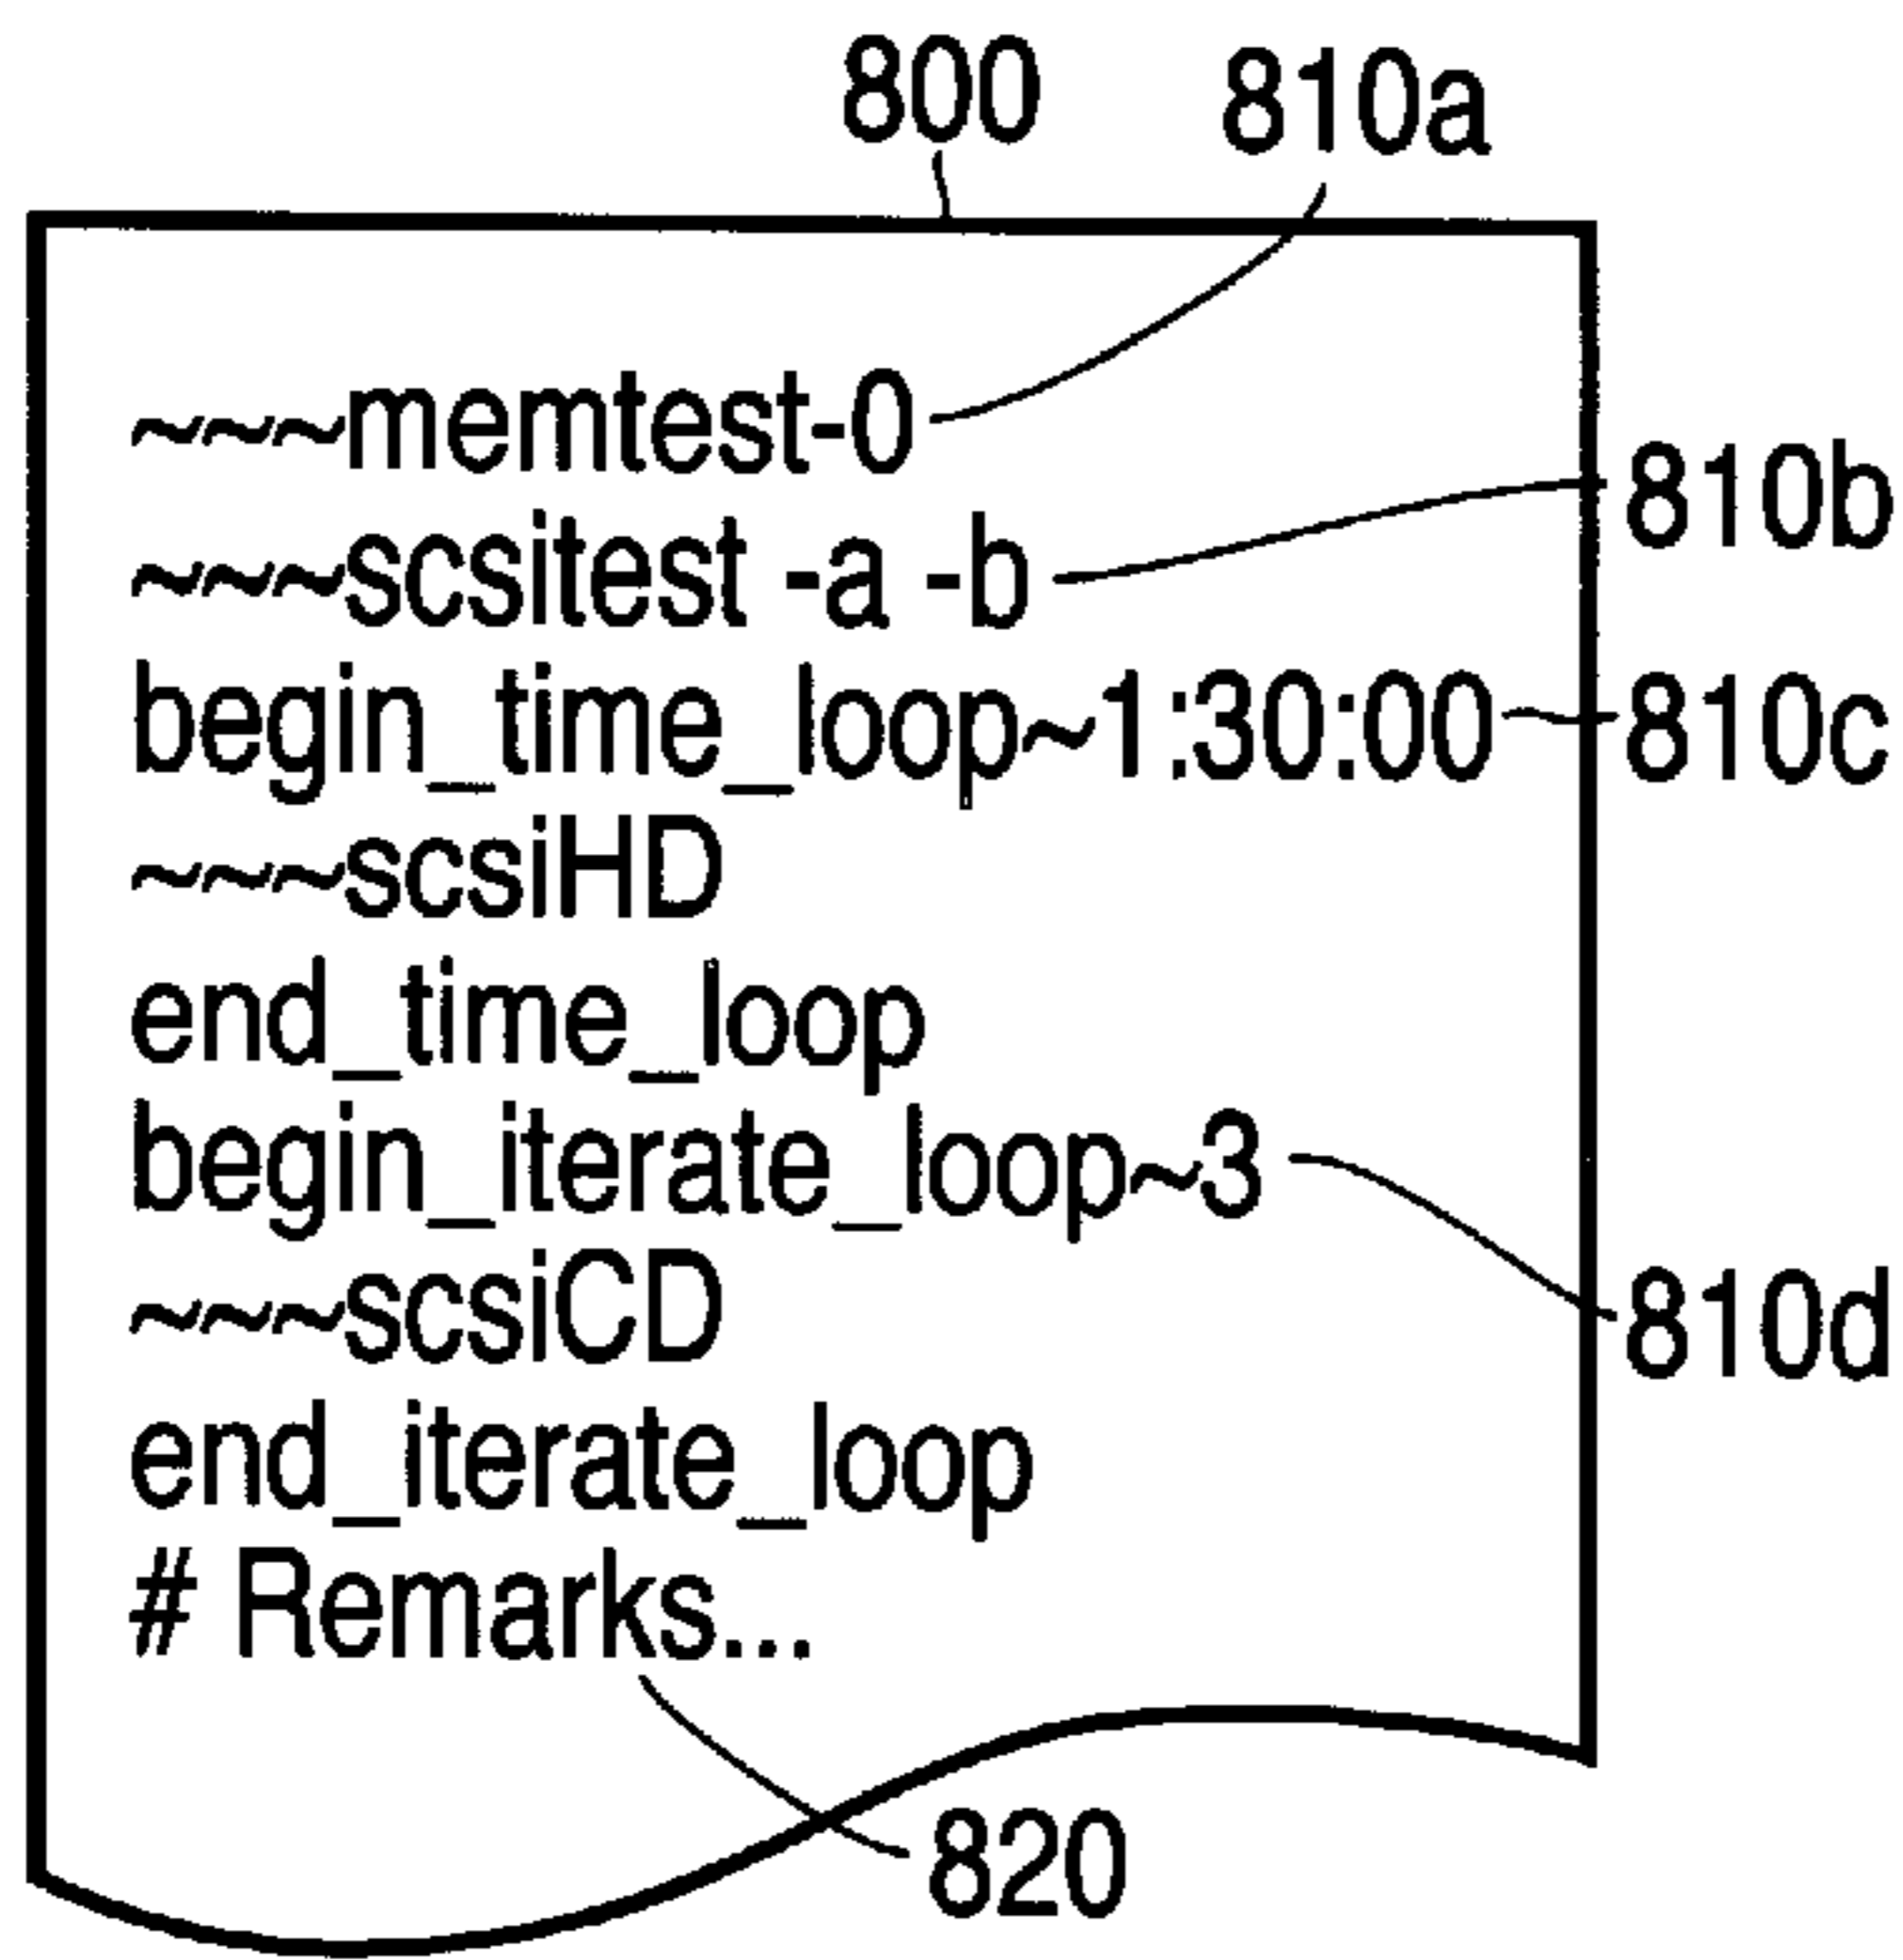 800 810a
~~~memtest-0
810b
~~~scsitest -a -b
begin_time_loop~1:30:00 810c
~~~scsiHD
end_time_loop
begin_iterate_loop~3
~~~scsiCD
810d
end_iterate_loop
# Remarks...
820